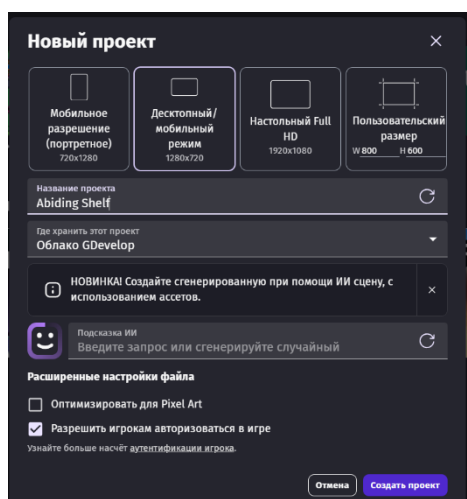 Новый проект
Мобильное
разрешение
(портретное)
720x1280
Десктопный/
мобильный
режим
1280x720
Настольный Full
HD
1920x1080
Пользовательский
размер
W 800 H 600
Название проекта
Abiding Shelf
Где хранить этот проект
Облако GDevelop
НОВИНКА! Создайте сгенерированную при помощи ИИ сцену, с
использованием ассетов.
Подсказка ИИ
Введите запрос или сгенерируйте случайный
Расширенные настройки файла
Оптимизировать для Pixel Art
Разрешить игрокам авторизоваться в игре
Узнайте больше насчёт аутентификации игрока.
Отмена
Создать проект